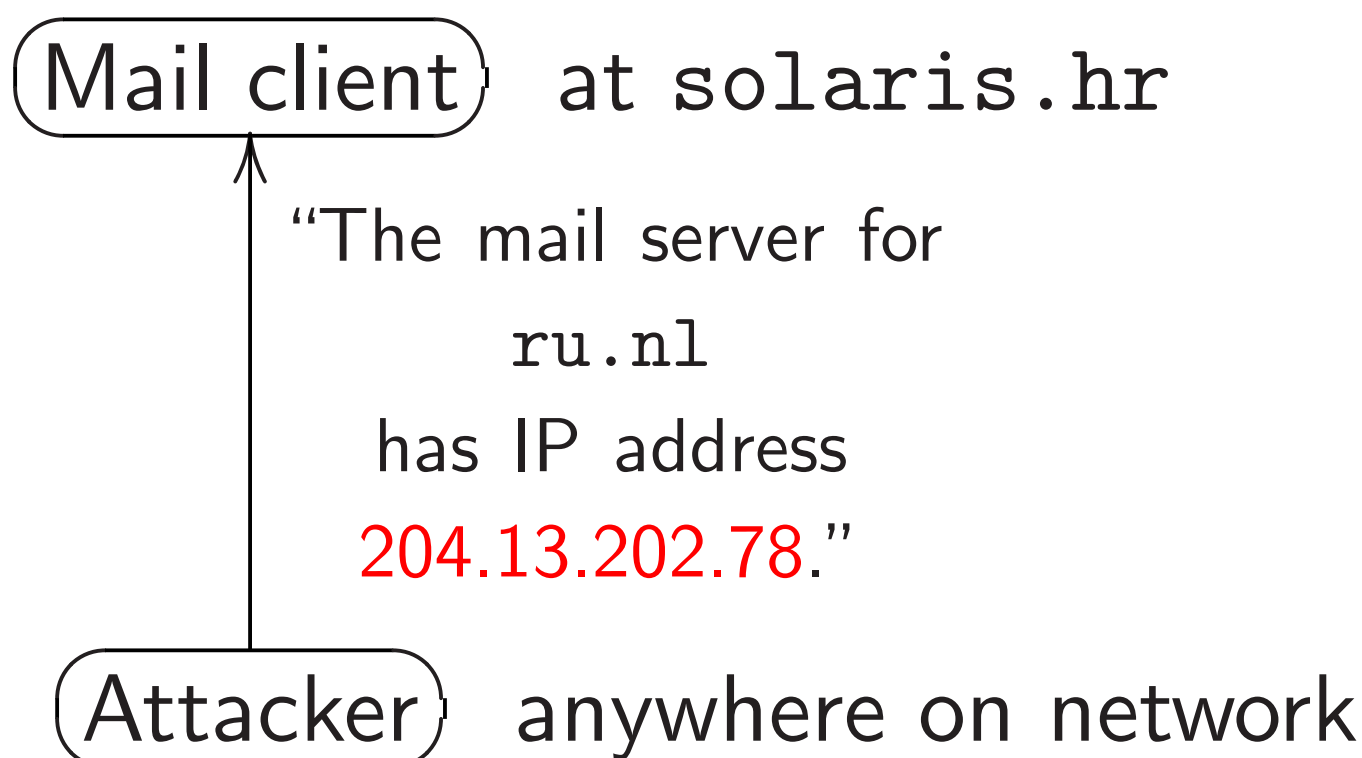 Mail client at solaris.hr
“The mail server for
ru.nl
has IP address
204.13.202.78.”
Attacker anywhere on network